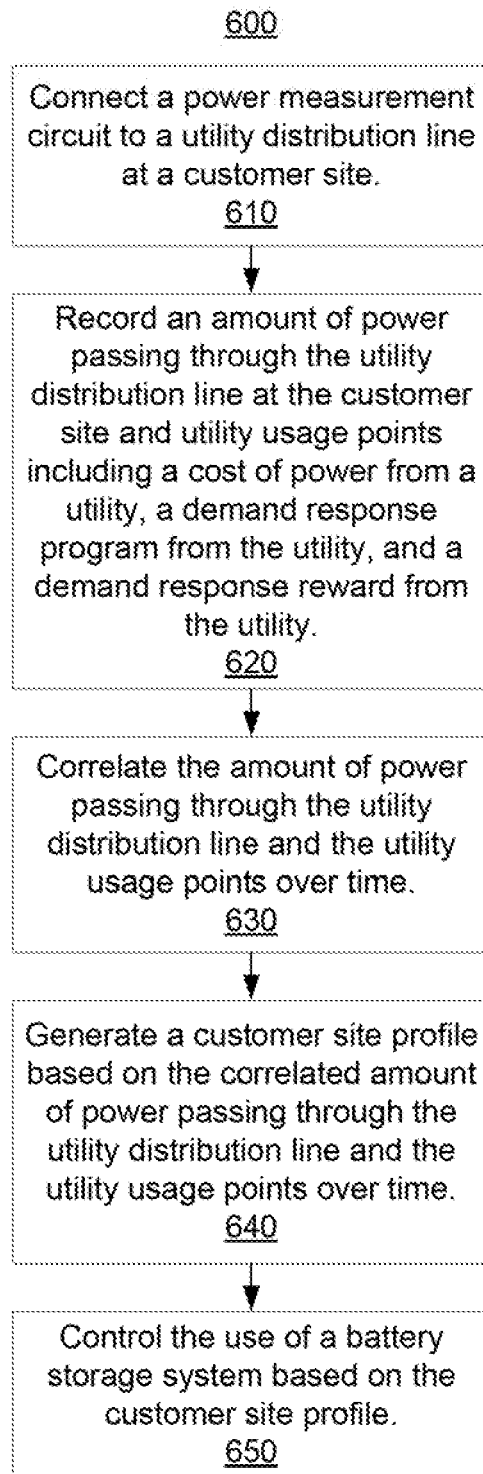 600
Connect a power measurement
circuit to a utility distribution line
at a customer site.
610
Record an amount of power
passing through the utility
distribution line at the customer
site and utility usage points
including a cost of power from a
utility, a demand response
program from the utility, and a
demand response reward from
the utility.
620
Correlate the amount of power
passing through the utility
distribution line and the utility
usage points over time.
630
Generate a customer site profile
based on the correlated amount
of power passing through the
utility distribution line and the
utility usage points over time.
640
Control the use of a battery
storage system based on the
customer site profile.
650